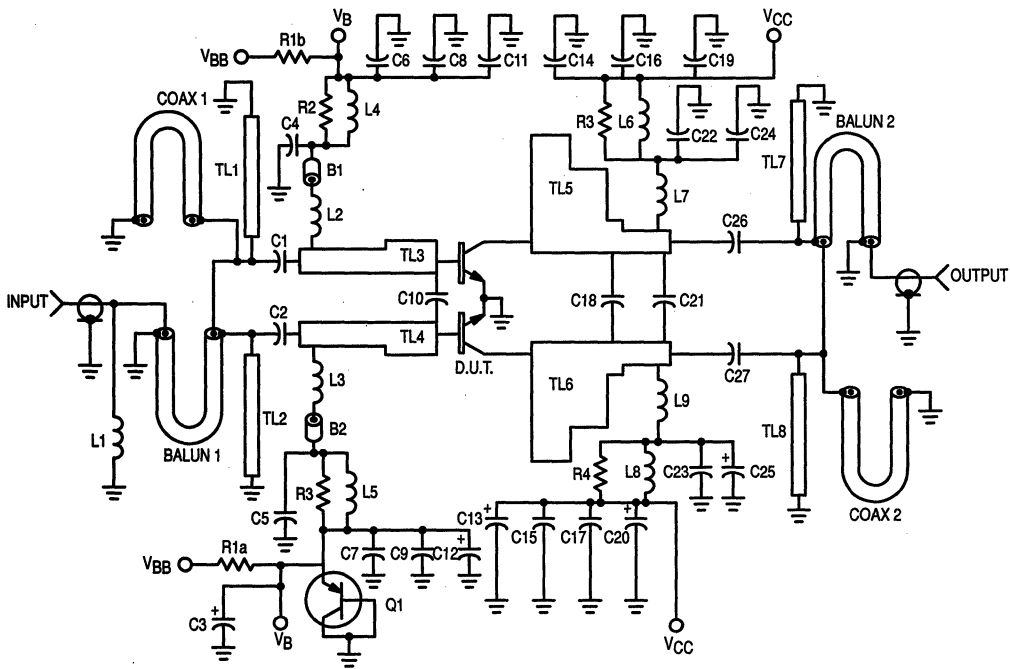 VB
VCC
VBB
R1b
C6
C8
C11
C14
C16
C19
COAX 1
R2
L4
R3
L6
C22
C24
BALUN 2
C4
TL1
B1
TL5
TL7
L2
L7
C26
C1
TL3
INPUT
C10
C18
C21
OUTPUT
C2
TL4
D.U.T.
C27
L3
TL6
L9
TL2
TL8
L1
B2
BALUN 1
R3
L5
R4
L8
C23
+
C25
C5
+
C13
C15
C17
+
C20
COAX 2
C7
C9
C12
+
VBB
R1a
Q1
+
C3
VB
VCC